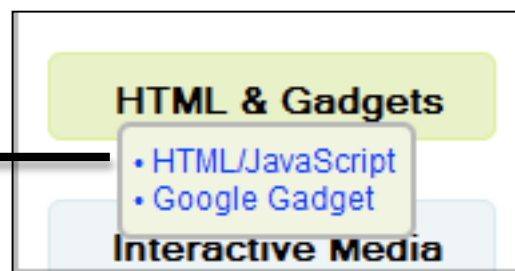 HTML & Gadgets
• HTML/JavaScript
• Google Gadget
Interactive Media